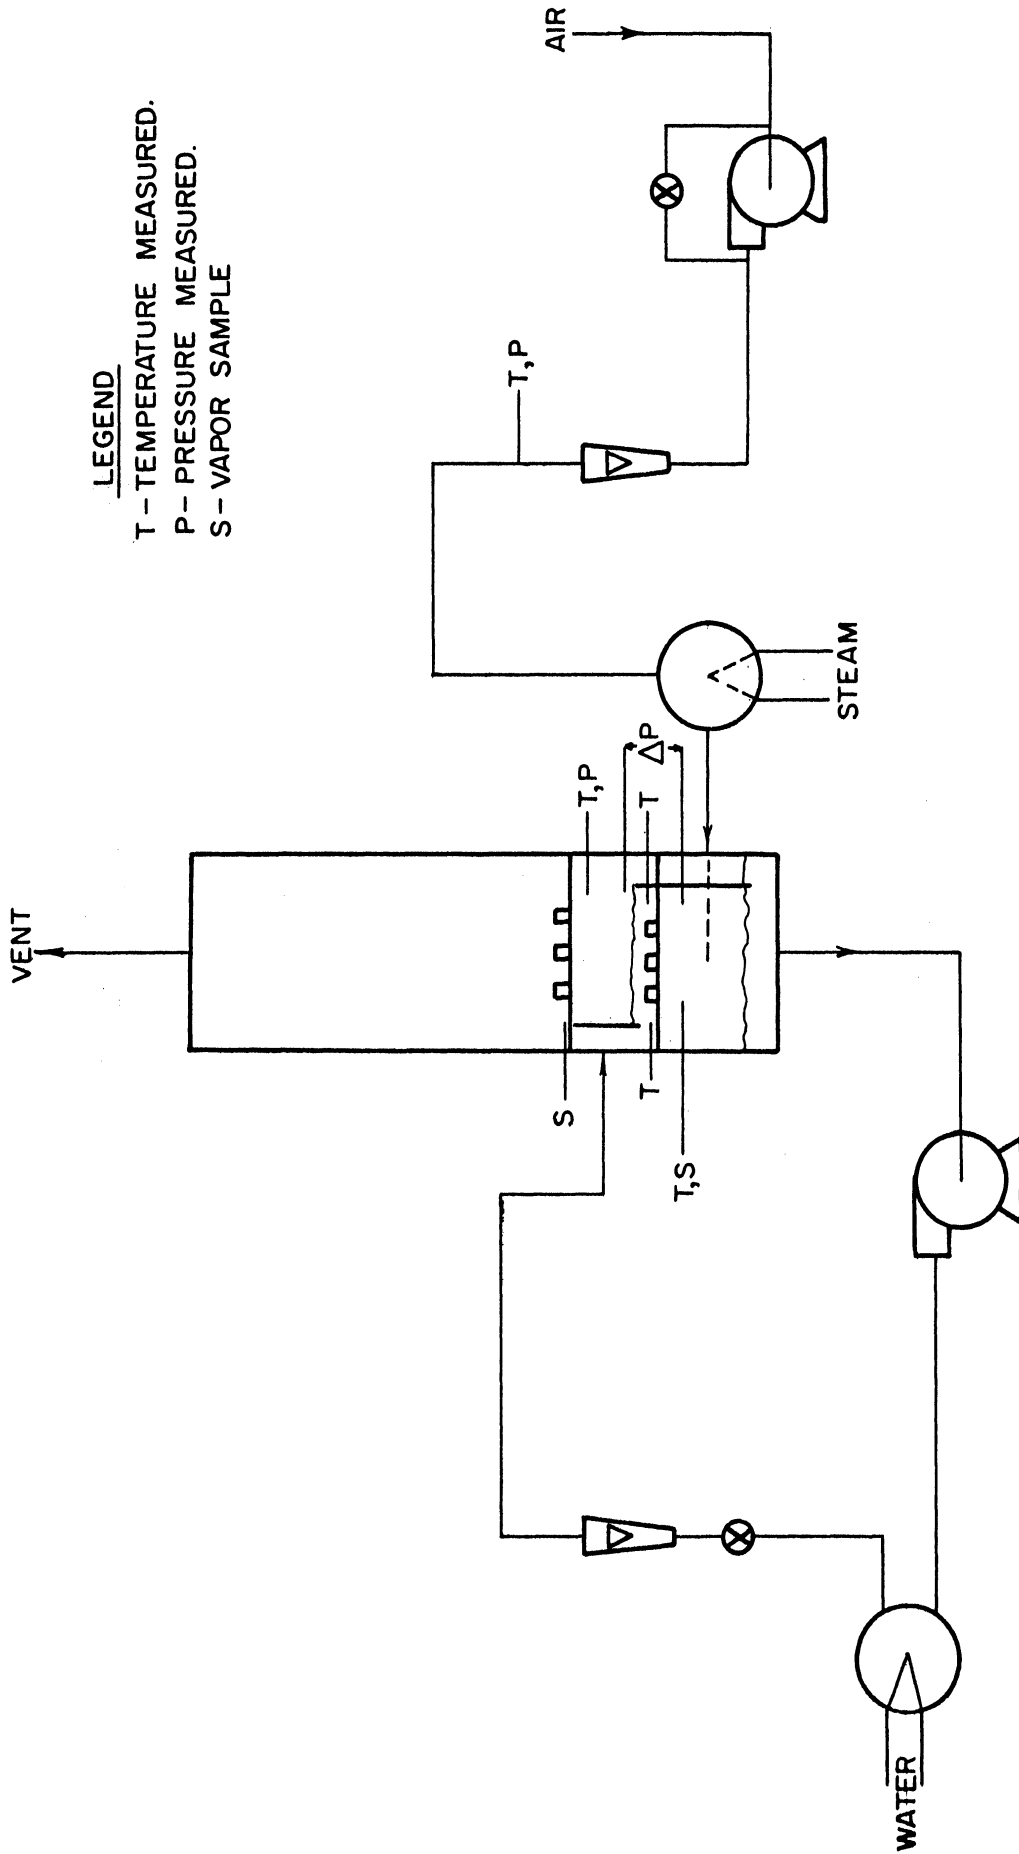 LEGEND
T – TEMPERATURE MEASURED.
P – PRESSURE MEASURED.
S – VAPOR SAMPLE
VENT
AIR
T,P
S
T,P
ΔP
T
T
T,S
STEAM
WATER